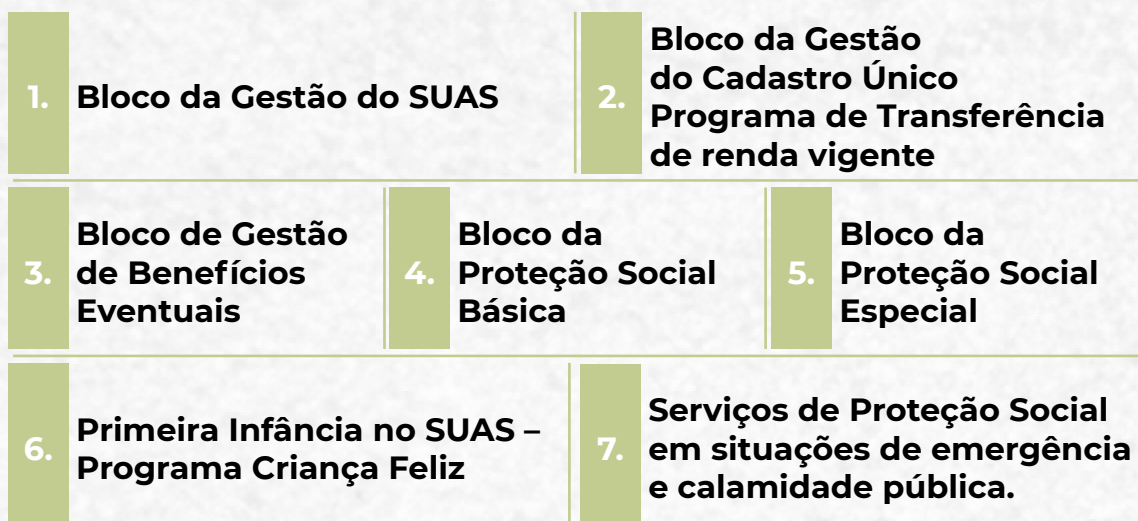 1. Bloco da Gestão do SUAS
2. Bloco da Gestão
do Cadastro Único
Programa de Transferência
de renda vigente
3. Bloco de Gestão
de Benefícios
Eventuais
4. Bloco da
Proteção Social
Básica
5. Bloco da
Proteção Social
Especial
6. Primeira Infância no SUAS –
Programa Criança Feliz
7. Serviços de Proteção Social
em situações de emergência
e calamidade pública.